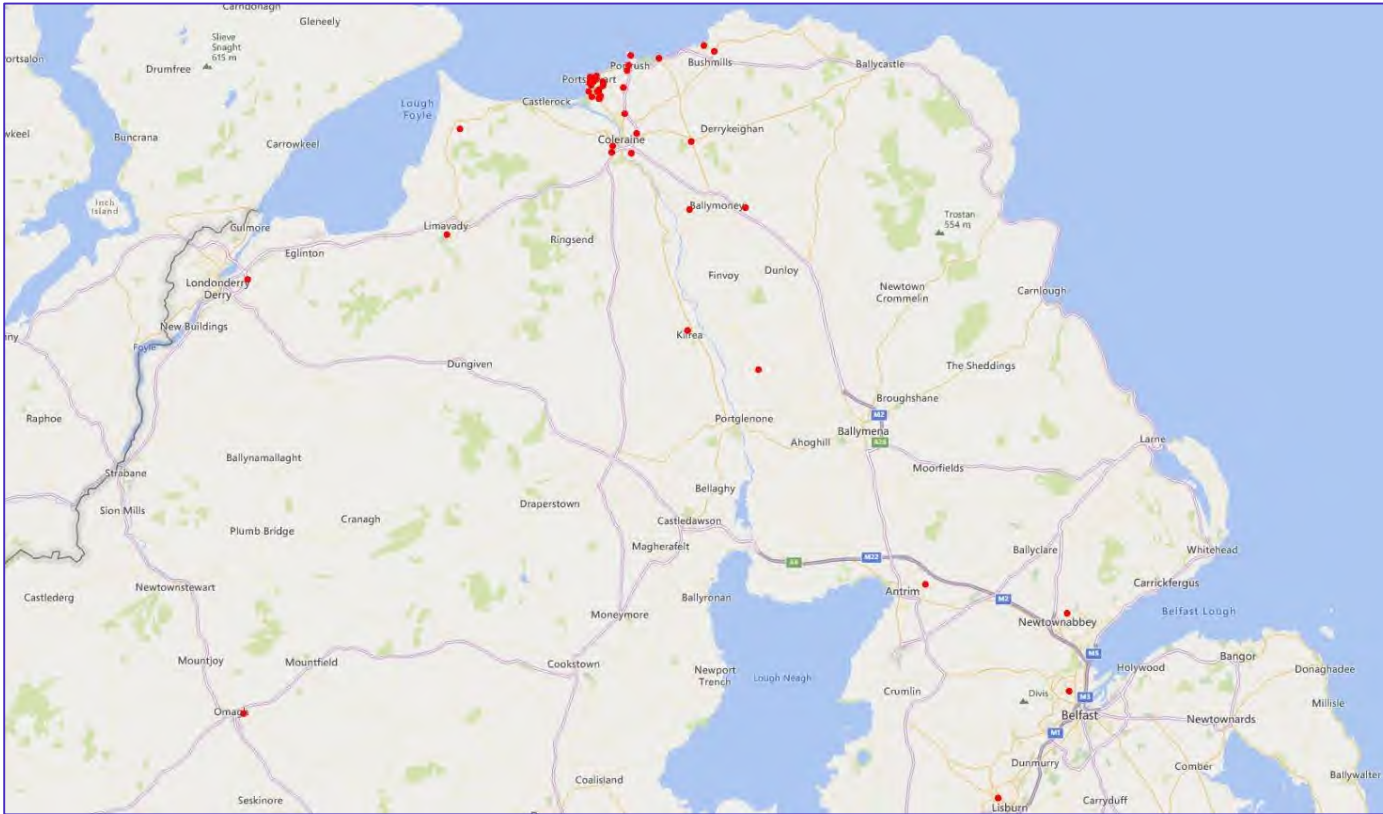 Carndonagh
Gleneely
Slieve
Snaght
615 m
Drumfree
Portrush
Bushmills
Ballycastle
Castlerock
Lough
Foyle
Buncrana
Carrowkeel
Derrykeighan
Coleraine
Inch
Island
Culmore
Ballymoney
Limavady
Ringsend
Trostan
554 m
Eglinton
Finvoy
Dunloy
Londonderry
Derry
Newtown
Crommelin
Carnlough
New Buildings
Foyle
Kilrea
Dungiven
The Sheddings
Raphoe
Broughshane
M2
Portglenone
Ballymena
Ahoghill
A26
Larne
Ballynamallaght
Strabane
Moorfields
Bellaghy
Sion Mills
Draperstown
Cranagh
Plumb Bridge
Castledawson
Magherafelt
Ballyclare
Whitehead
M22
A6
Newtownstewart
Carrickfergus
Castlederg
Antrim
Ballyronan
M2
Belfast Lough
Moneymore
Newtownabbey
Mountjoy
Mountfield
Cookstown
Newport
Trench
Lough Neagh
M5
Holywood
Bangor
Donaghadee
Crumlin
Divis
M3
Millisle
Omagh
Belfast
Newtownards
M1
Dunmurry
Comber
Ballywalter
Coalisland
Seskinore
Lisburn
Carryduff